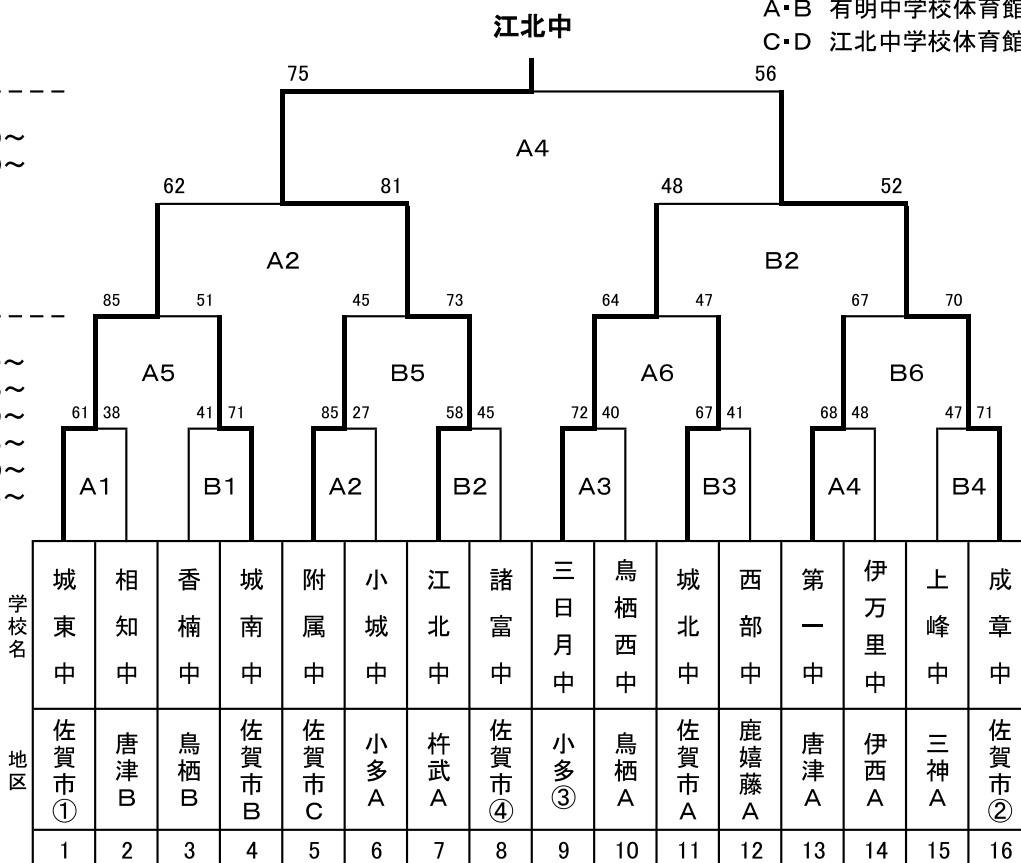 江北中
A・B 有明中学校体育館
C・D 江北中学校体育館
75 56
A4
62 81 48 52
A2 B2
85 51 45 73 64 47 67 70
A5 B5 A6 B6
61 38 41 71 85 27 58 45 72 40 67 41 68 48 47 71
A1 B1 A2 B2 A3 B3 A4 B4
学校名 城東中 相知中 香楠中 城南中 附属中 小城中 江北中 諸富中 三日月中 鳥栖西中 城北中 西部中 第一中 伊万里中 上峰中 成章中
地区 佐賀市① 唐津B 鳥栖B 佐賀市B 佐賀市C 小多A 杵武A 佐賀市④ 小多③ 鳥栖A 佐賀市A 鹿嬉藤A 唐津A 伊西A 三神A 佐賀市②
1 2 3 4 5 6 7 8 9 10 11 12 13 14 15 16